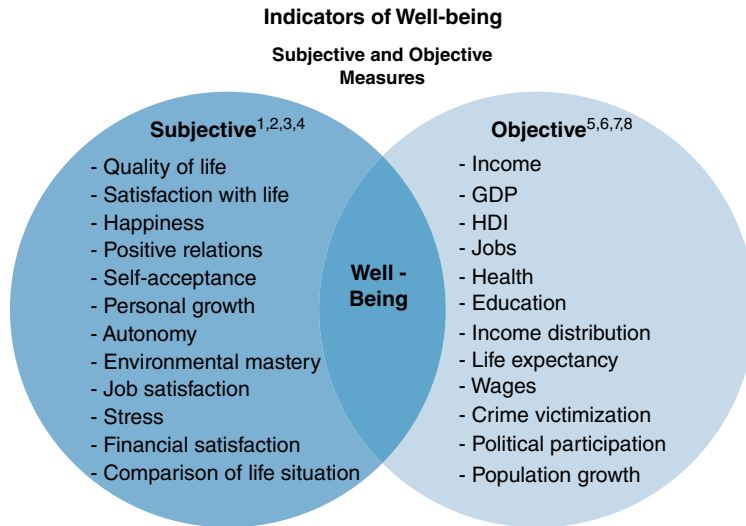 Indicators of Well-being
Subjective and Objective
Measures
Subjective1,2,3,4
- Quality of life
- Satisfaction with life
- Happiness
- Positive relations
- Self-acceptance
- Personal growth
- Autonomy
- Environmental mastery
- Job satisfaction
- Stress
- Financial satisfaction
- Comparison of life situation
Well -
Being
Objective5,6,7,8
- Income
- GDP
- HDI
- Jobs
- Health
- Education
- Income distribution
- Life expectancy
- Wages
- Crime victimization
- Political participation
- Population growth